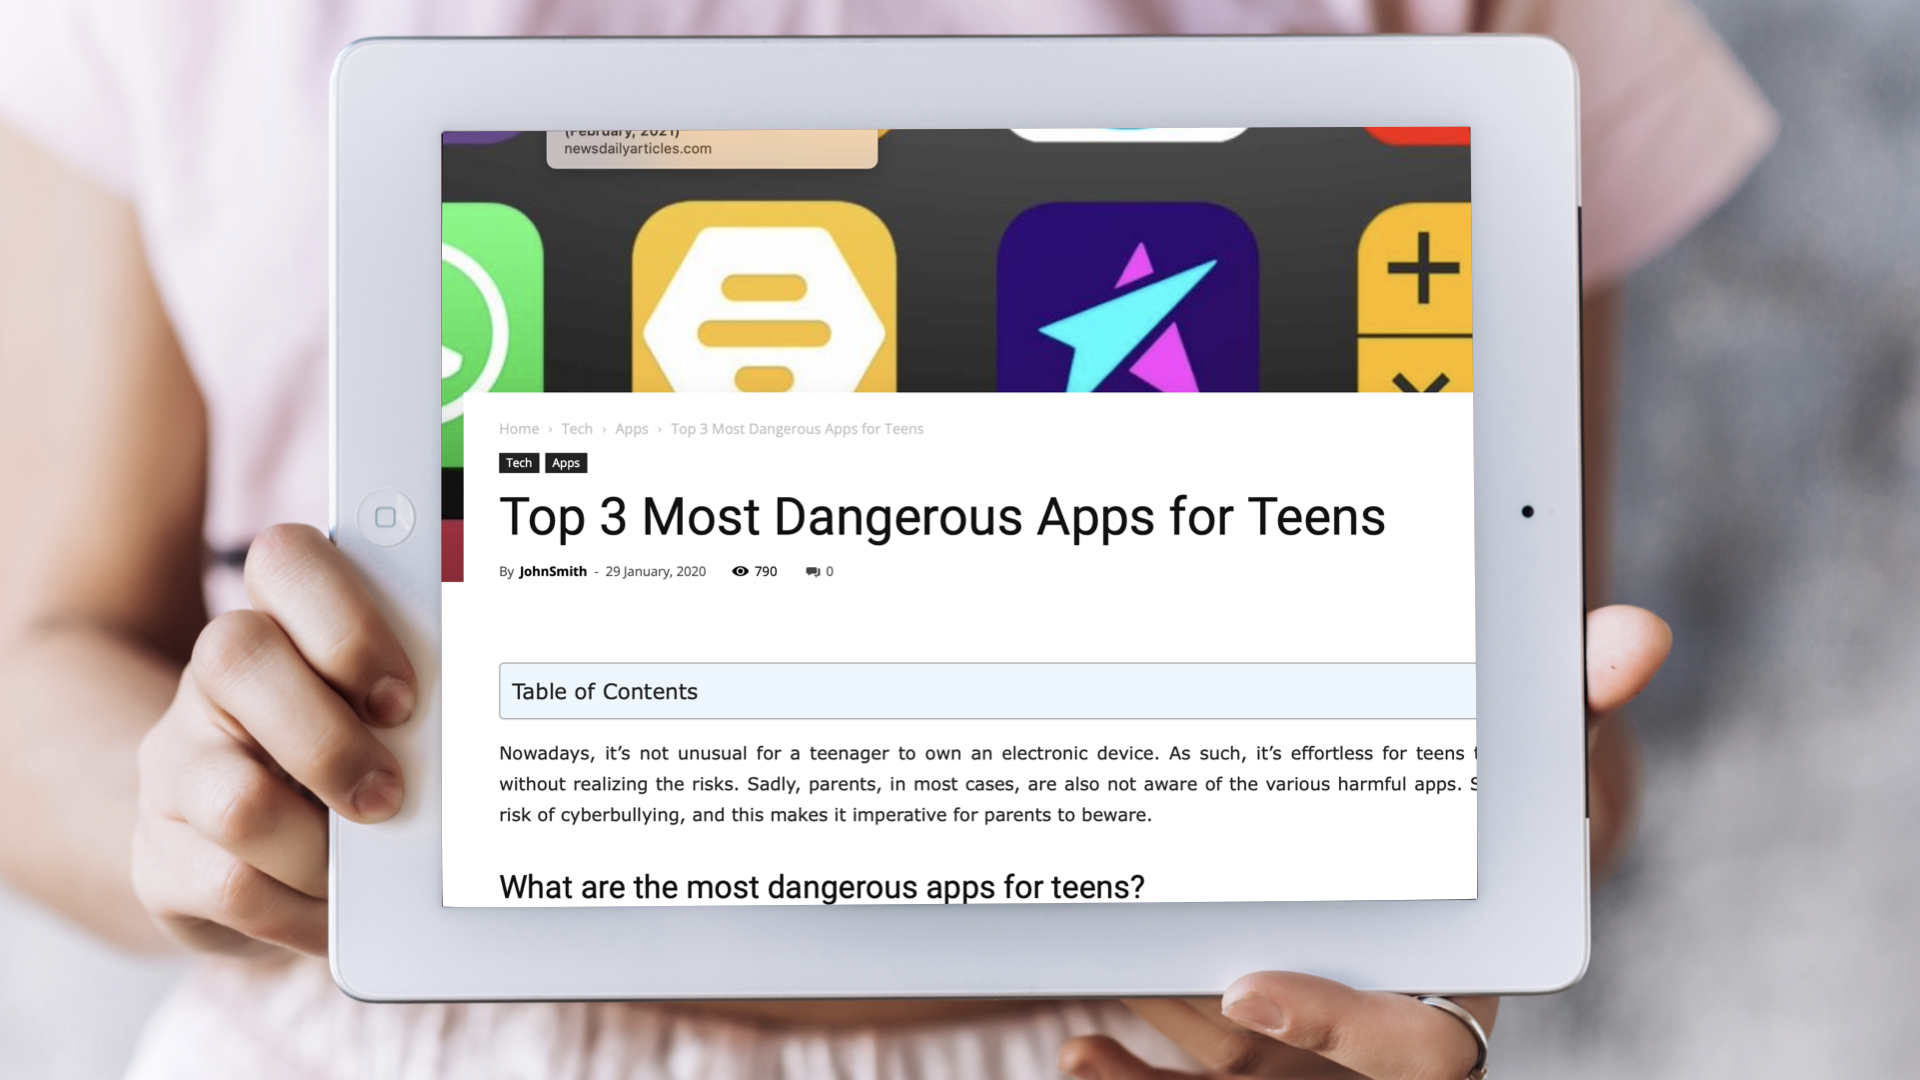 (February, 2021)
newsdailyarticles.com
Home › Tech › Apps › Top 3 Most Dangerous Apps for Teens
Tech Apps
Top 3 Most Dangerous Apps for Teens
By JohnSmith - 29 January, 2020 790 0
Table of Contents
Nowadays, it’s not unusual for a teenager to own an electronic device. As such, it’s effortless for teens
without realizing the risks. Sadly, parents, in most cases, are also not aware of the various harmful apps.
risk of cyberbullying, and this makes it imperative for parents to beware.
What are the most dangerous apps for teens?